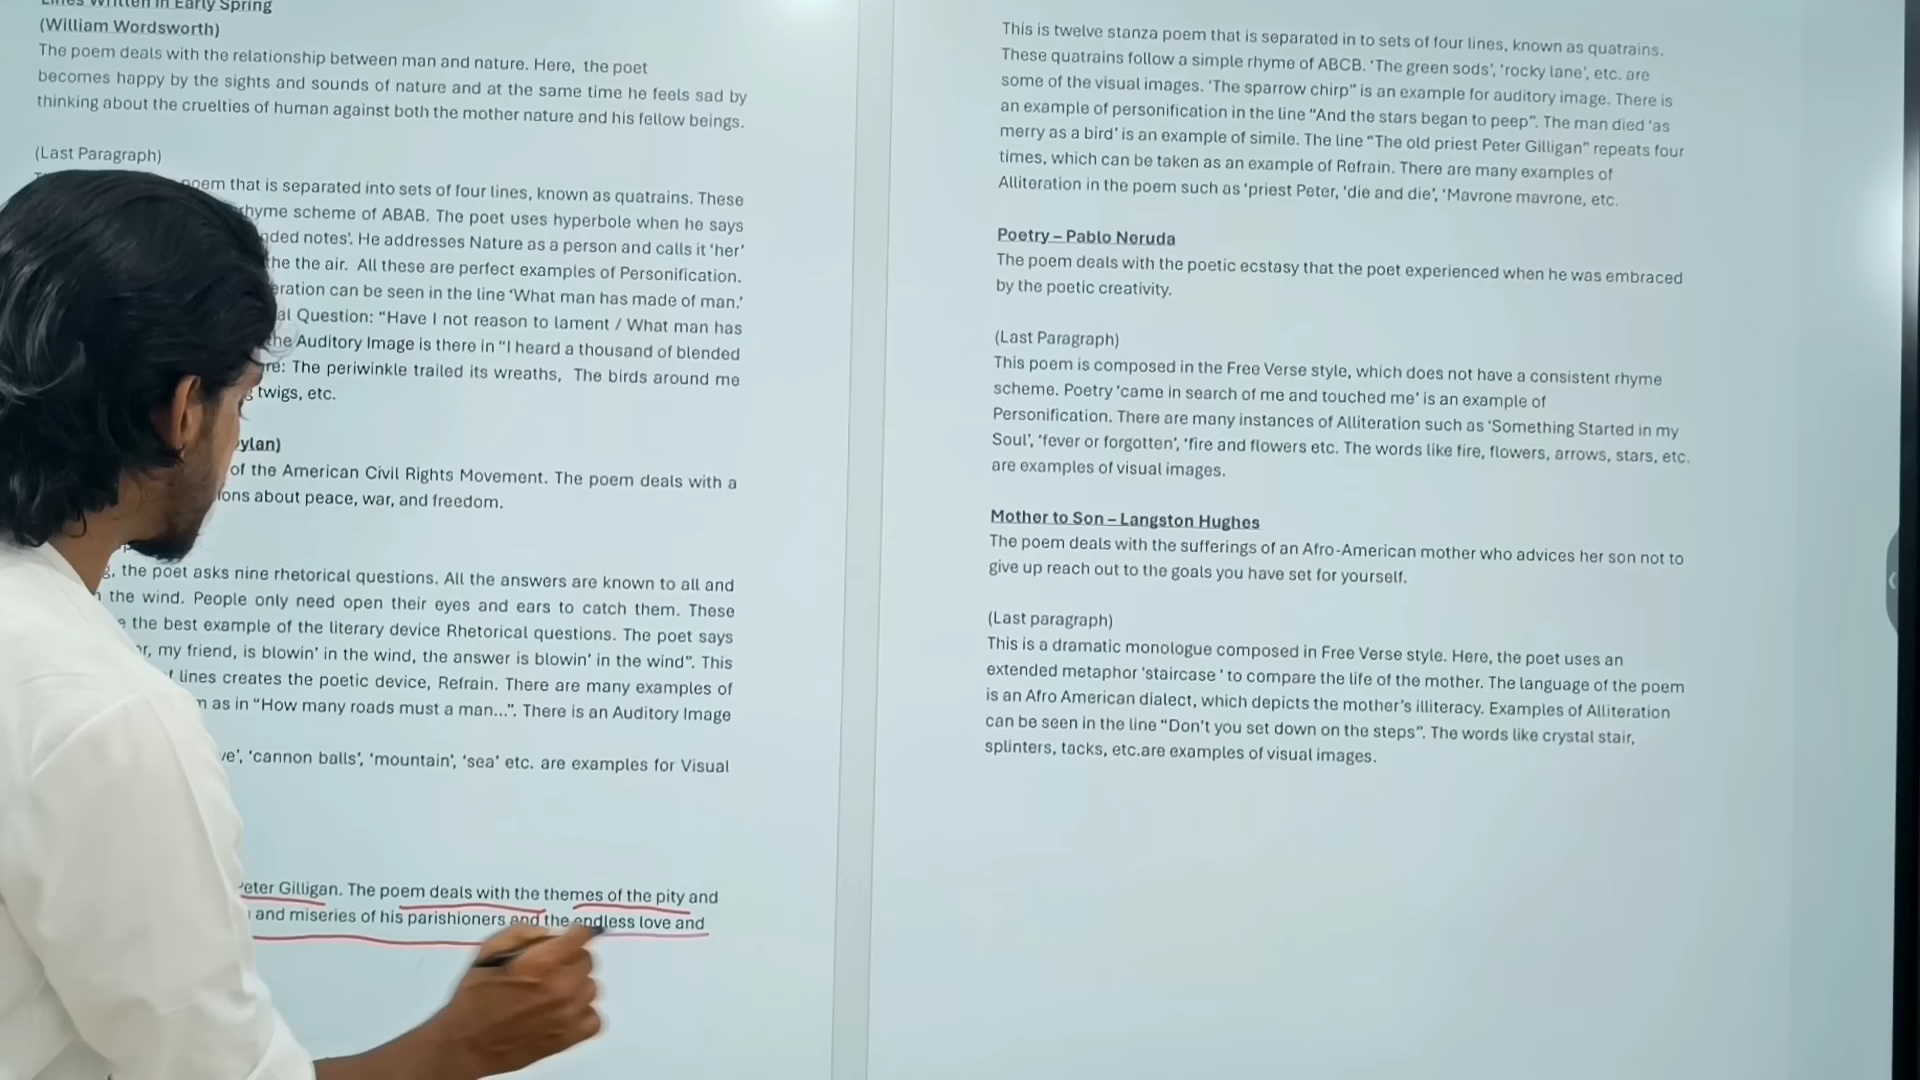 Lines Written in Early Spring
(William Wordsworth)
The poem deals with the relationship between man and nature. Here, the poet
becomes happy by the sights and sounds of nature and at the same time he feels sad by
thinking about the cruelties of human against both the mother nature and his fellow beings.
(Last Paragraph)
poem that is separated into sets of four lines, known as quatrains. These
rhyme scheme of ABAB. The poet uses hyperbole when he says
nded notes'. He addresses Nature as a person and calls it 'her'
the the air. All these are perfect examples of Personification.
eration can be seen in the line 'What man has made of man.'
al Question: “Have I not reason to lament / What man has
the Auditory Image is there in “I heard a thousand of blended
re: The periwinkle trailed its wreaths, The birds around me
twigs, etc.
ylan)
of the American Civil Rights Movement. The poem deals with a
ions about peace, war, and freedom.
, the poet asks nine rhetorical questions. All the answers are known to all and
the wind. People only need open their eyes and ears to catch them. These
e the best example of the literary device Rhetorical questions. The poet says
r, my friend, is blowin' in the wind, the answer is blowin' in the wind”. This
f lines creates the poetic device, Refrain. There are many examples of
m as in “How many roads must a man...”. There is an Auditory Image
ve', 'cannon balls', 'mountain', 'sea' etc. are examples for Visual
Peter Gilligan. The poem deals with the themes of the pity and
and miseries of his parishioners and the endless love and
This is twelve stanza poem that is separated in to sets of four lines, known as quatrains.
These quatrains follow a simple rhyme of ABCB. 'The green sods', 'rocky lane', etc. are
some of the visual images. 'The sparrow chirp” is an example for auditory image. There is
an example of personification in the line “And the stars began to peep”. The man died 'as
merry as a bird' is an example of simile. The line “The old priest Peter Gilligan” repeats four
times, which can be taken as an example of Refrain. There are many examples of
Alliteration in the poem such as 'priest Peter, 'die and die', 'Mavrone mavrone, etc.
Poetry – Pablo Neruda
The poem deals with the poetic ecstasy that the poet experienced when he was embraced
by the poetic creativity.
(Last Paragraph)
This poem is composed in the Free Verse style, which does not have a consistent rhyme
scheme. Poetry 'came in search of me and touched me' is an example of
Personification. There are many instances of Alliteration such as 'Something Started in my
Soul', 'fever or forgotten', 'fire and flowers etc. The words like fire, flowers, arrows, stars, etc.
are examples of visual images.
Mother to Son – Langston Hughes
The poem deals with the sufferings of an Afro-American mother who advices her son not to
give up reach out to the goals you have set for yourself.
(Last paragraph)
This is a dramatic monologue composed in Free Verse style. Here, the poet uses an
extended metaphor 'staircase ' to compare the life of the mother. The language of the poem
is an Afro American dialect, which depicts the mother's illiteracy. Examples of Alliteration
can be seen in the line “Don't you set down on the steps”. The words like crystal stair,
splinters, tacks, etc.are examples of visual images.